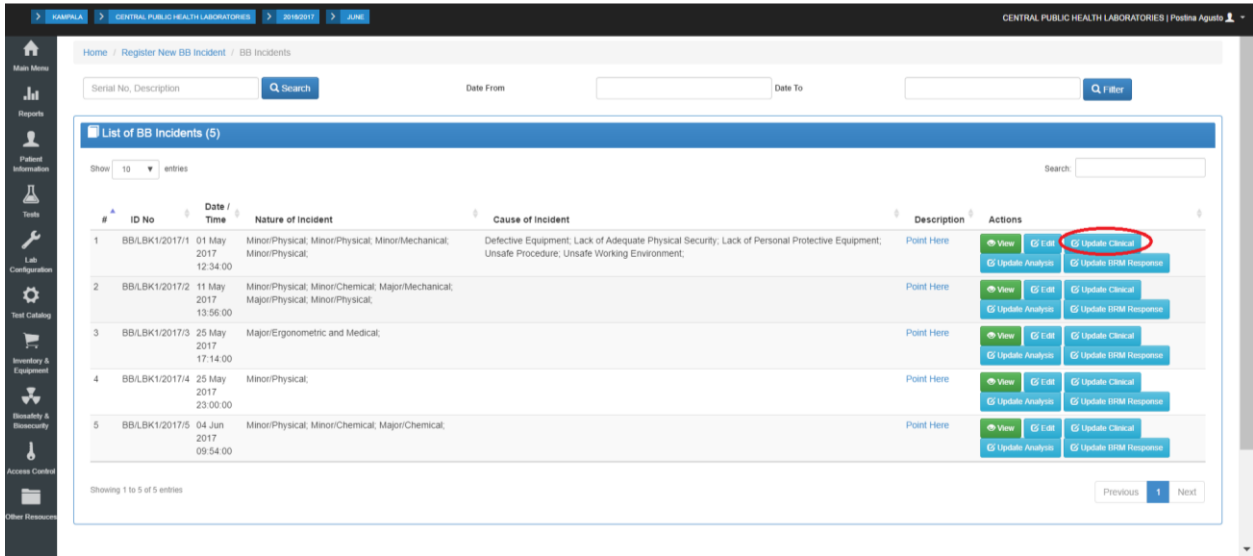 KAMPALA > CENTRAL PUBLIC HEALTH LABORATORIES > 2016/2017 > JUNE
CENTRAL PUBLIC HEALTH LABORATORIES | Postina Agusto
Main Menu
Reports
Patient Information
Tests
Lab Configuration
Test Catalog
Inventory & Equipment
Biosafety & Biosecurity
Access Control
Other Resouces
Home / Register New BB Incident / BB Incidents
Serial No, Description Search Date From Date To Filter
List of BB Incidents (5)
Show 10 entries Search:
# ID No Date / Time Nature of Incident Cause of Incident Description Actions
1 BB/LBK1/2017/1 01 May 2017 12:34:00 Minor/Physical; Minor/Physical; Minor/Mechanical; Minor/Physical; Defective Equipment; Lack of Adequate Physical Security; Lack of Personal Protective Equipment; Unsafe Procedure; Unsafe Working Environment; Point Here View Edit Update Clinical Update Analysis Update BRM Response
2 BB/LBK1/2017/2 11 May 2017 13:56:00 Minor/Physical; Minor/Chemical; Major/Mechanical; Major/Physical; Minor/Physical; Point Here View Edit Update Clinical Update Analysis Update BRM Response
3 BB/LBK1/2017/3 25 May 2017 17:14:00 Major/Ergonometric and Medical; Point Here View Edit Update Clinical Update Analysis Update BRM Response
4 BB/LBK1/2017/4 25 May 2017 23:00:00 Minor/Physical; Point Here View Edit Update Clinical Update Analysis Update BRM Response
5 BB/LBK1/2017/5 04 Jun 2017 09:54:00 Minor/Physical; Minor/Chemical; Major/Chemical; Point Here View Edit Update Clinical Update Analysis Update BRM Response
Showing 1 to 5 of 5 entries Previous 1 Next